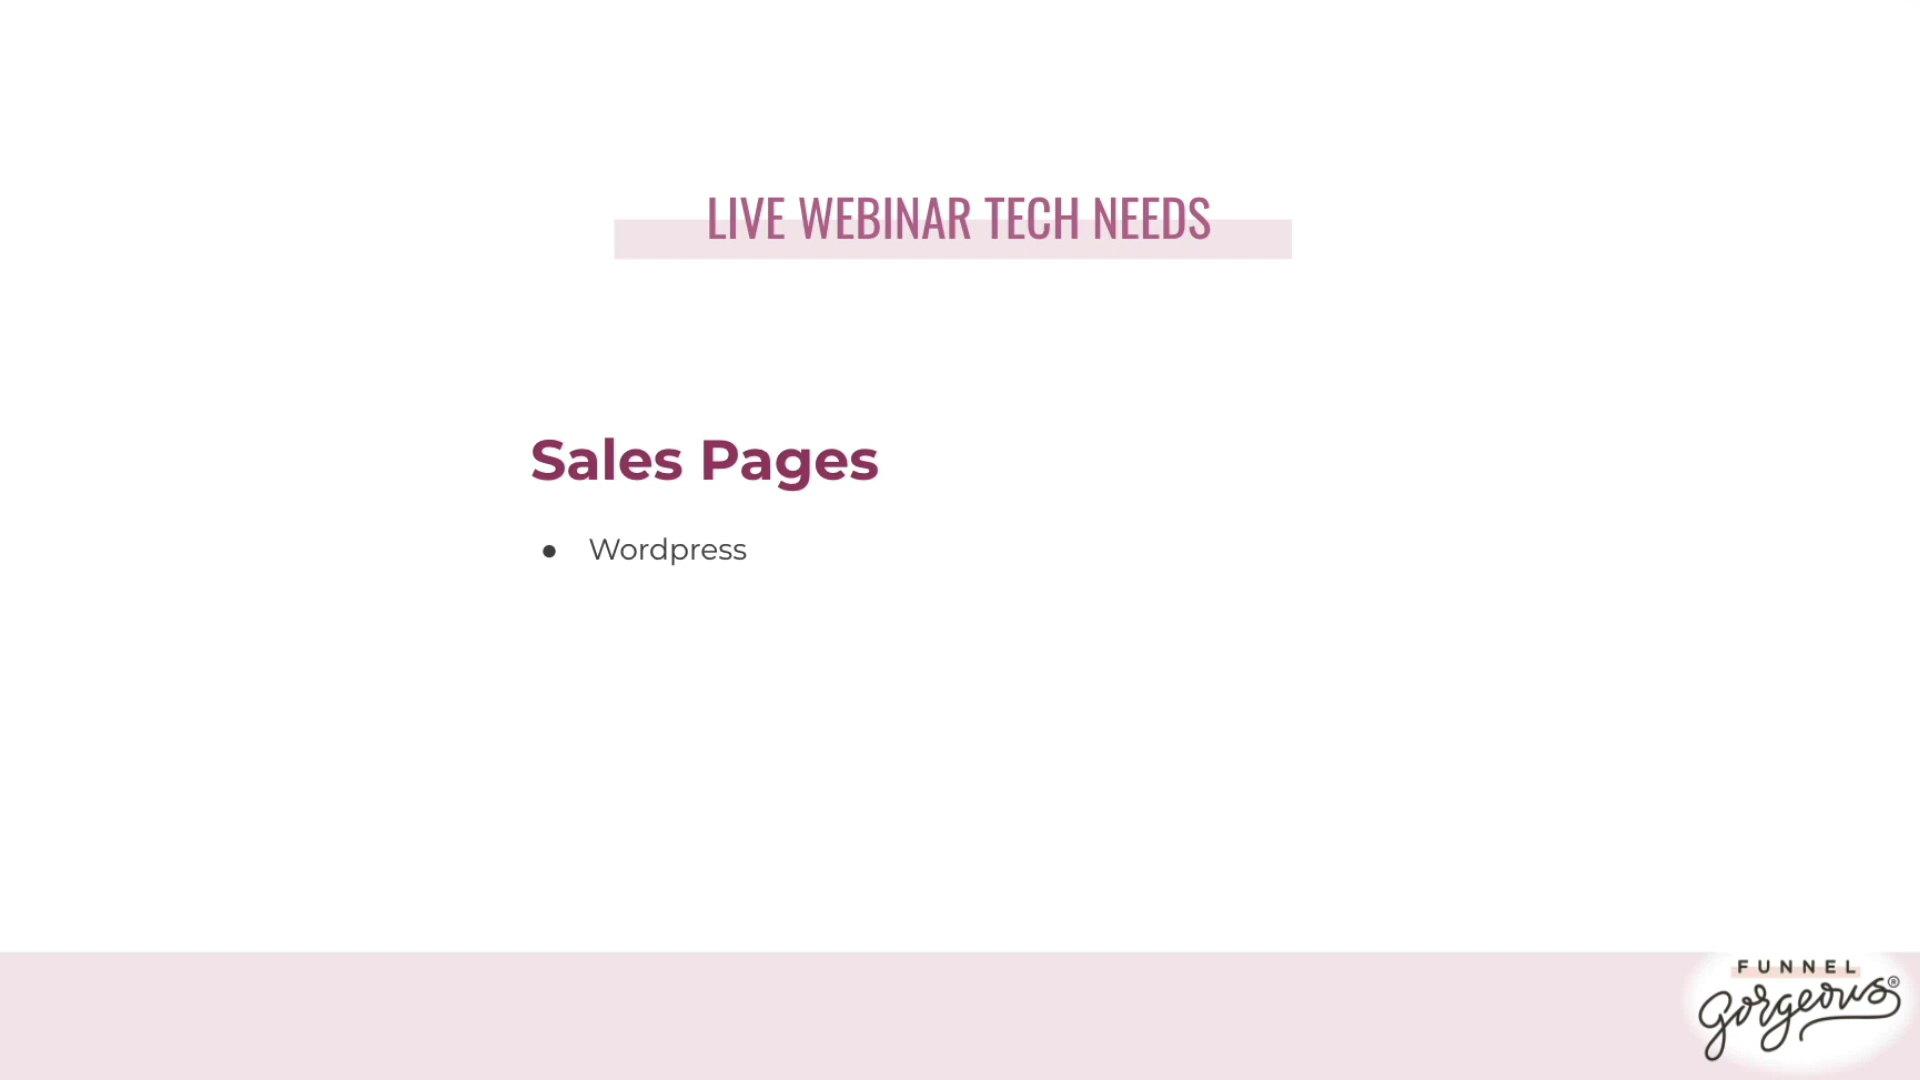 LIVE WEBINAR TECH NEEDS
Sales Pages
● Wordpress
FUNNEL
gorgeous®